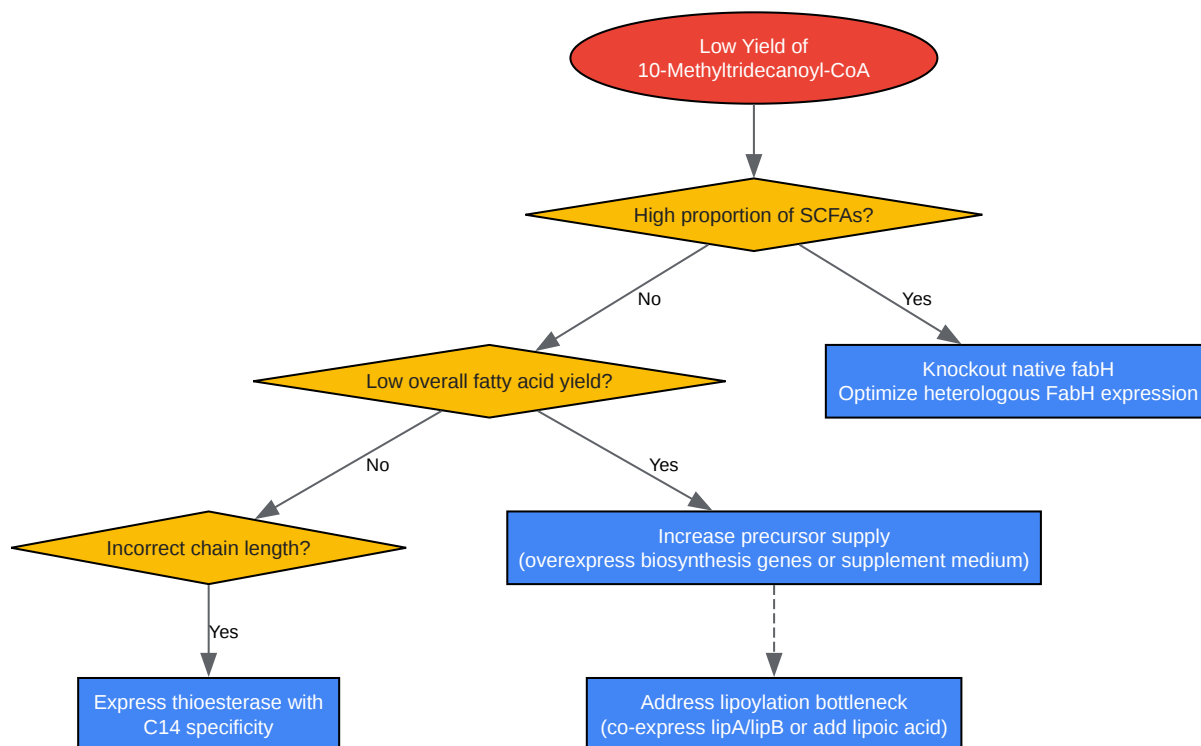 Low Yield of
10-Methyltridecanoyl-CoA
High proportion of SCFAs?
No
Yes
Low overall fatty acid yield?
Knockout native fabH
Optimize heterologous FabH expression
No
Yes
Incorrect chain length?
Increase precursor supply
(overexpress biosynthesis genes or supplement medium)
Yes
Express thioesterase with
C14 specificity
Address lipoylation bottleneck
(co-express lipA/lipB or add lipoic acid)